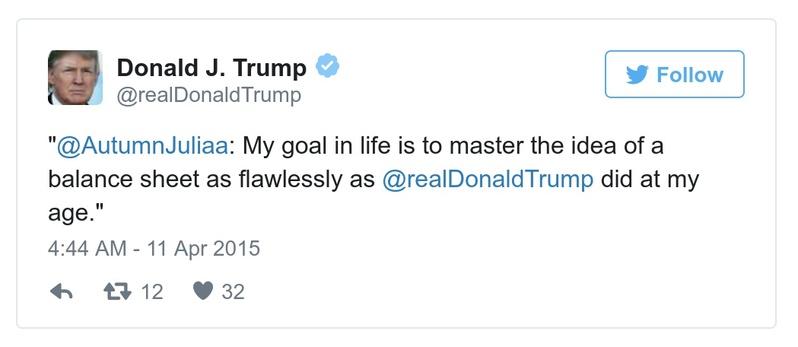 Donald J. Trump
@realDonaldTrump
Follow
"@AutumnJuliaa: My goal in life is to master the idea of a
balance sheet as flawlessly as @realDonaldTrump did at my
age."
4:44 AM - 11 Apr 2015
12 32